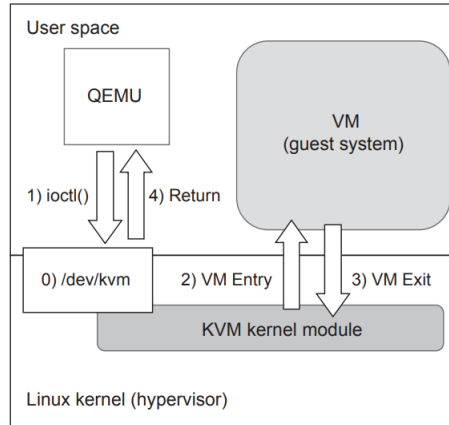 User space
QEMU
VM
(guest system)
1) ioctl()
4) Return
0) /dev/kvm
2) VM Entry
3) VM Exit
KVM kernel module
Linux kernel (hypervisor)